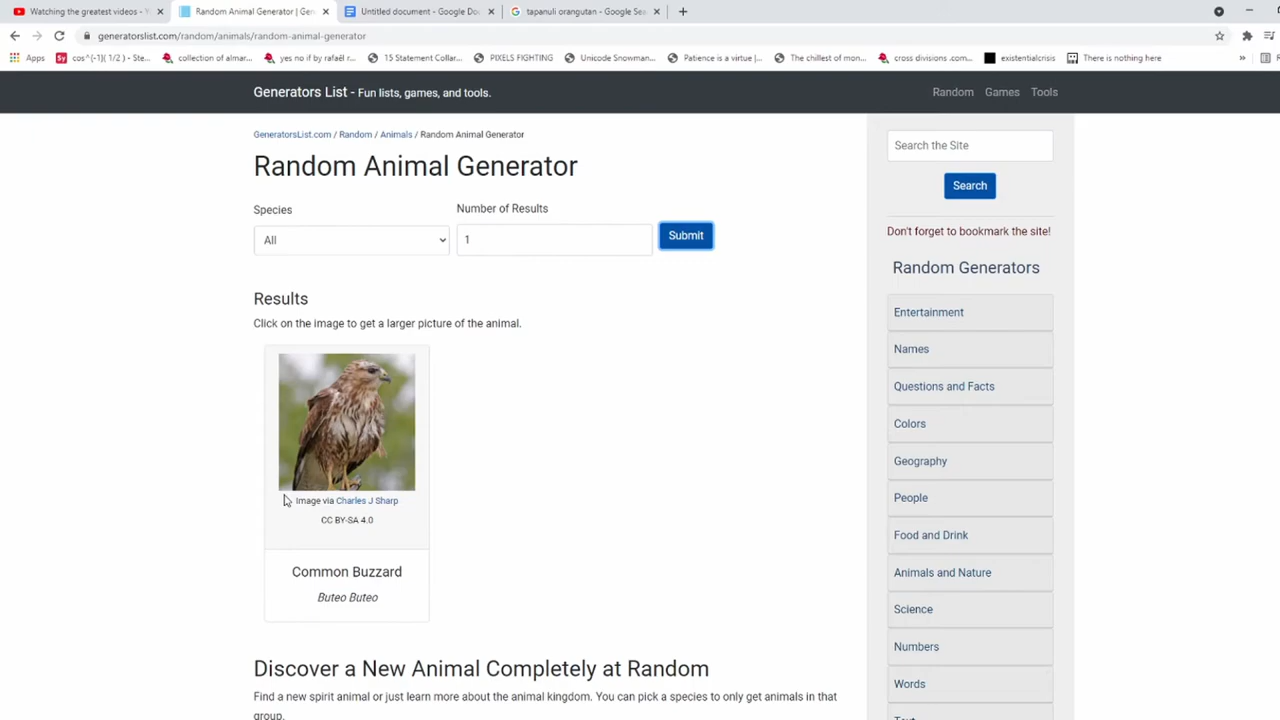 Watching the greatest videos - Y
Random Animal Generator | Gen
Untitled document - Google Doc
tapanuli orangutan - Google Sea
generatorslist.com/random/animals/random-animal-generator
Apps
Sy
cos^(-1)( 1/2 ) - Ste...
collection of almar...
yes no if by rafaël r...
15 Statement Collar...
PIXELS FIGHTING
Unicode Snowman...
Patience is a virtue |...
The chillest of mon...
cross divisions .com...
existentialcrisis
There is nothing here
»
Generators List - Fun lists, games, and tools.
Random
Games
Tools
GeneratorsList.com / Random / Animals / Random Animal Generator
Random Animal Generator
Species
Number of Results
All
1
Submit
Results
Click on the image to get a larger picture of the animal.
Image via Charles J Sharp
CC BY-SA 4.0
Common Buzzard
Buteo Buteo
Discover a New Animal Completely at Random
Find a new spirit animal or just learn more about the animal kingdom. You can pick a species to only get animals in that
group.
Search the Site
Search
Don't forget to bookmark the site!
Random Generators
Entertainment
Names
Questions and Facts
Colors
Geography
People
Food and Drink
Animals and Nature
Science
Numbers
Words